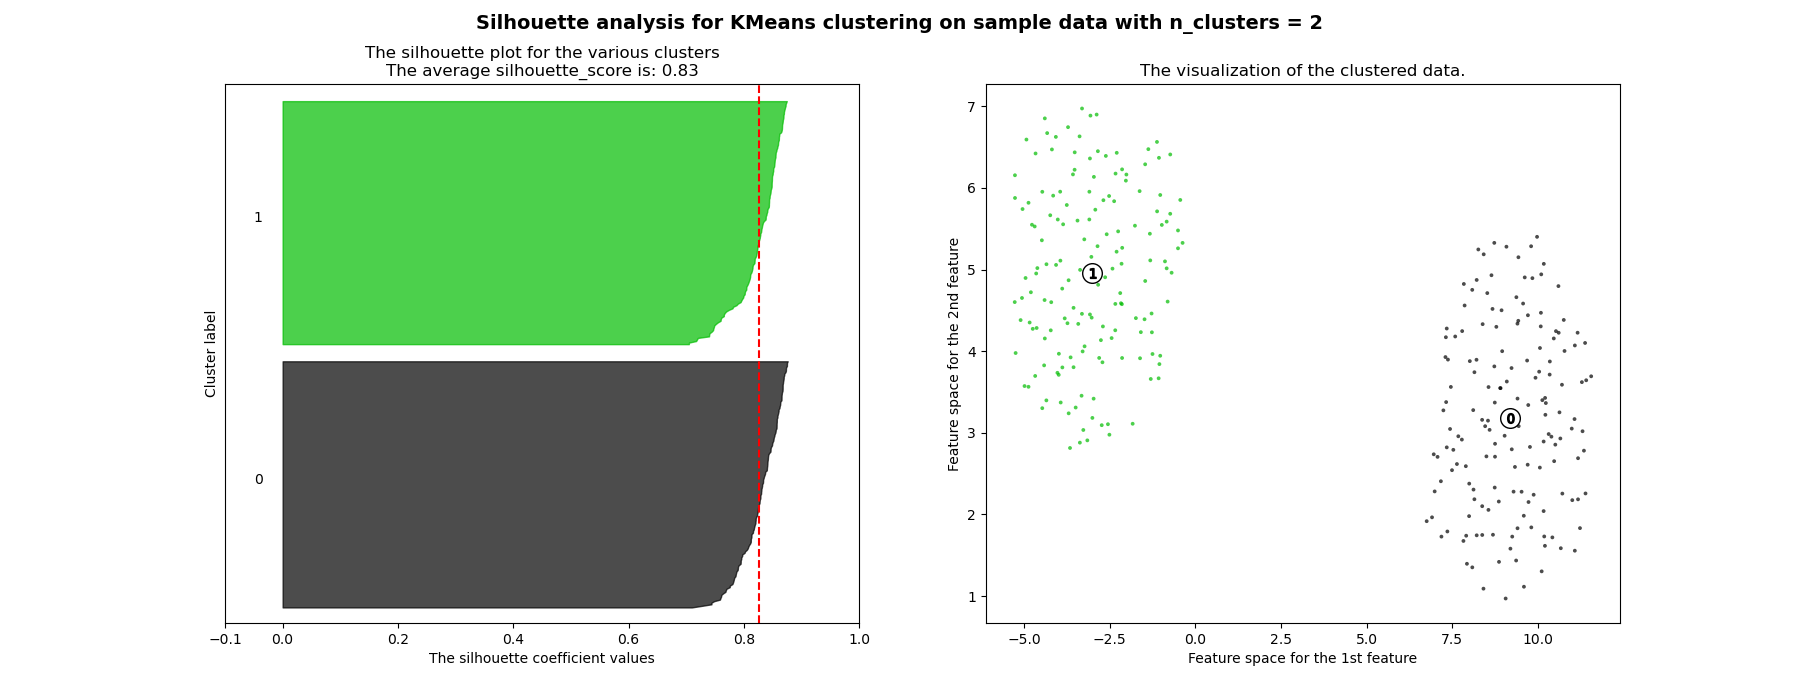 Silhouette analysis for KMeans clustering on sample data with n_clusters = 2
The silhouette plot for the various clusters
The average silhouette_score is: 0.83
1
0
Cluster label
−0.1 0.0 0.2 0.4 0.6 0.8 1.0
The silhouette coefficient values
The visualization of the clustered data.
7
6
5
4
3
2
1
Feature space for the 2nd feature
1
0
−5.0 −2.5 0.0 2.5 5.0 7.5 10.0
Feature space for the 1st feature